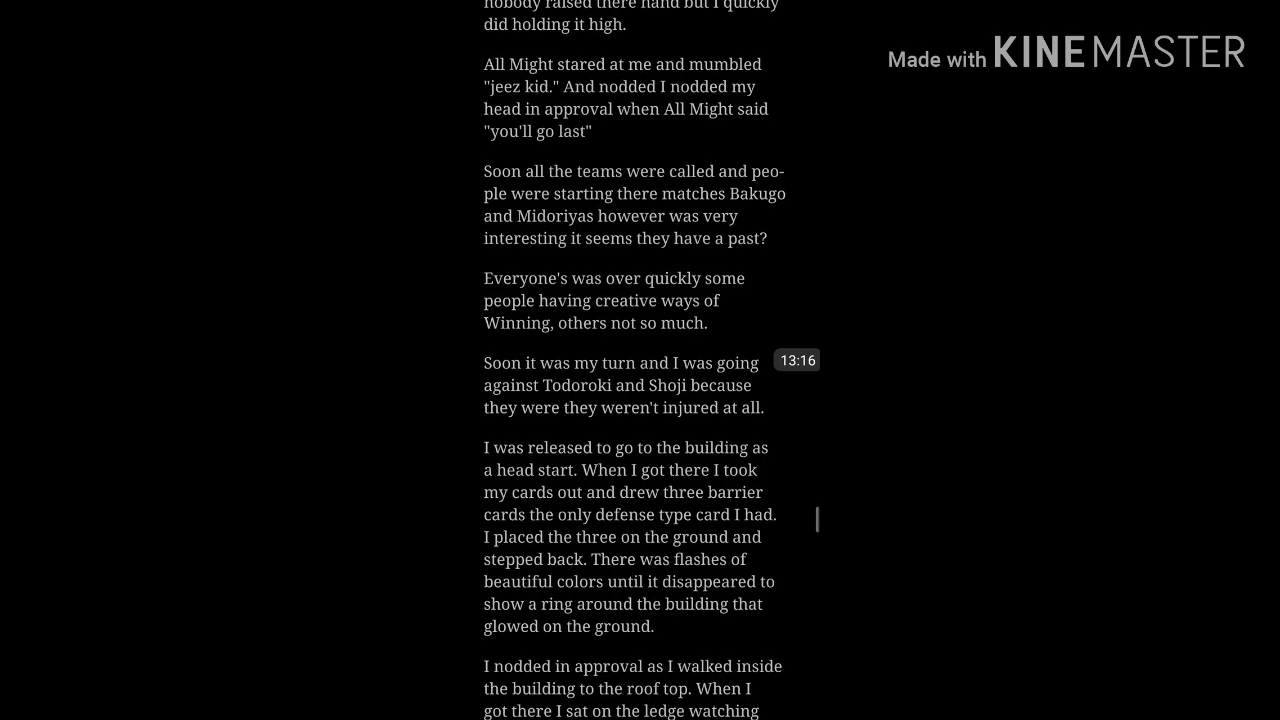 nobody raised there hand but I quickly
did holding it high.
Made with KINEMASTER
All Might stared at me and mumbled
"jeez kid." And nodded I nodded my
head in approval when All Might said
"you'll go last"
Soon all the teams were called and peo-
ple were starting there matches Bakugo
and Midoriyas however was very
interesting it seems they have a past?
Everyone's was over quickly some
people having creative ways of
Winning, others not so much.
Soon it was my turn and I was going
13:16
against Todoroki and Shoji because
they were they weren't injured at all.
I was released to go to the building as
a head start. When I got there I took
my cards out and drew three barrier
cards the only defense type card I had.
I placed the three on the ground and
stepped back. There was flashes of
beautiful colors until it disappeared to
show a ring around the building that
glowed on the ground.
I nodded in approval as I walked inside
the building to the roof top. When I
got there I sat on the ledge watching